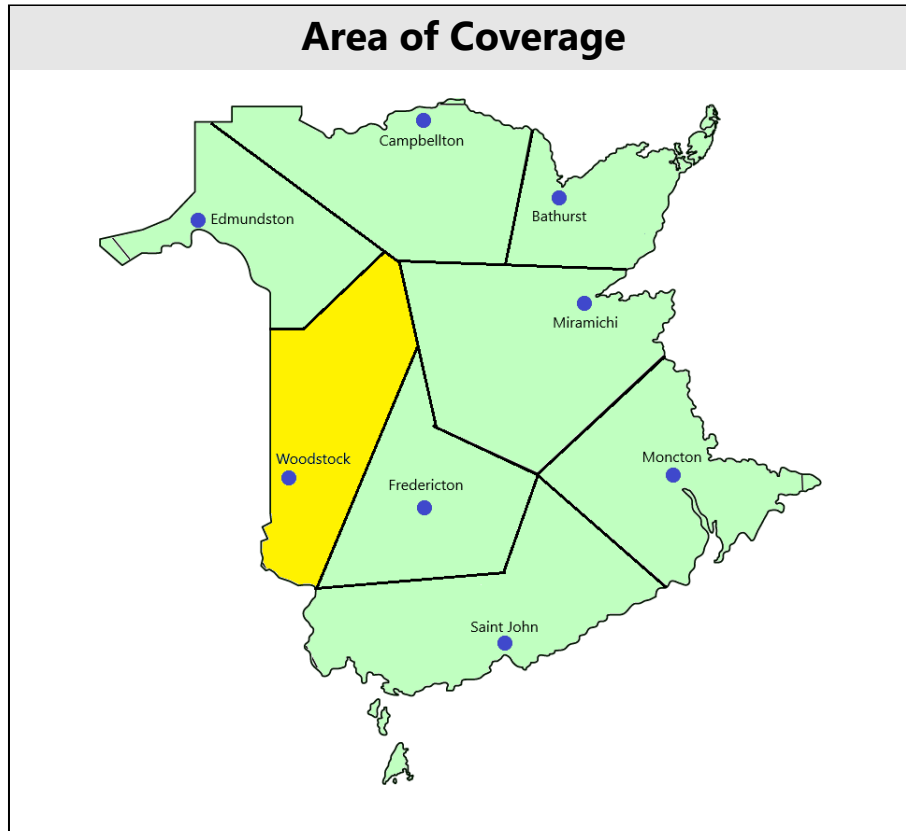 Area of Coverage
Campbellton
Bathurst
Edmundston
Miramichi
Woodstock
Moncton
Fredericton
Saint John